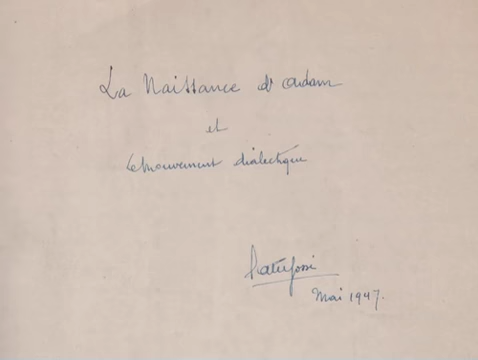 La Naissance d'Adam
et
le mouvement dialectique
Mai 1947.